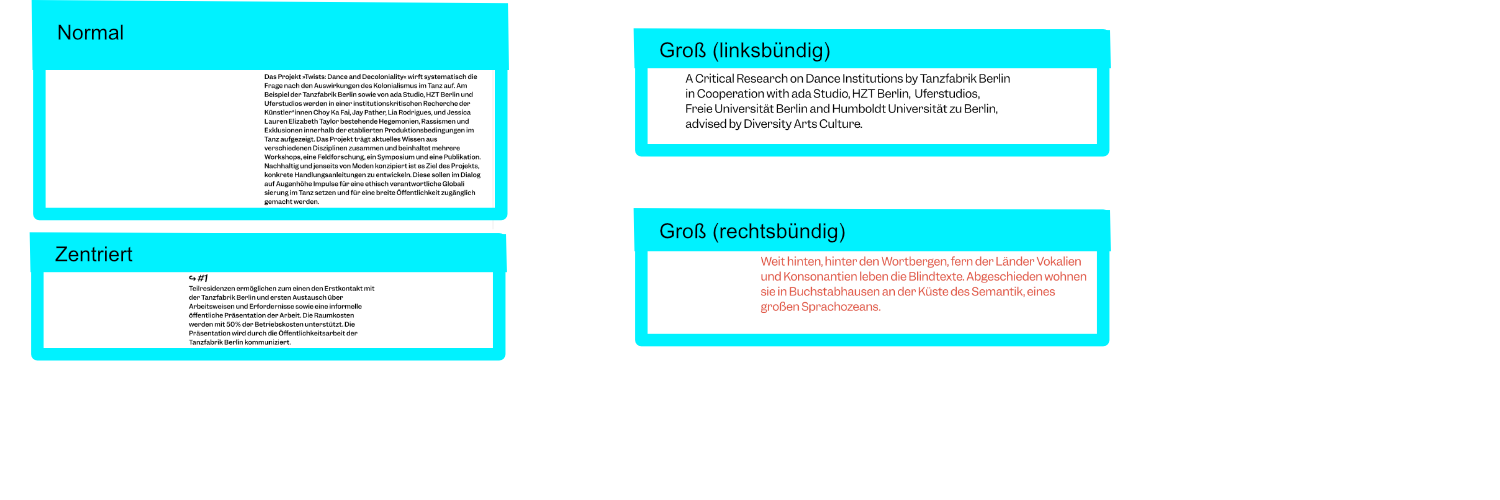 Normal
Das Projekt »Twists: Dance and Decoloniality« wirft systematisch die
Frage nach den Auswirkungen des Kolonialismus im Tanz auf. Am
Beispiel der Tanzfabrik Berlin sowie von ada Studio, HZT Berlin und
Uferstudios werden in einer institutionskritischen Recherche der
Künstler*innen Choy Ka Fai, Jay Pather, Lia Rodrigues, und Jessica
Lauren Elizabeth Taylor bestehende Hegemonien, Rassismen und
Exklusionen innerhalb der etablierten Produktionsbedingungen im
Tanz aufgezeigt. Das Projekt trägt aktuelles Wissen aus
verschiedenen Disziplinen zusammen und beinhaltet mehrere
Workshops, eine Feldforschung, ein Symposium und eine Publikation.
Nachhaltig und jenseits von Moden konzipiert ist es Ziel des Projekts,
konkrete Handlungsanleitungen zu entwickeln. Diese sollen im Dialog
auf Augenhöhe Impulse für eine ethisch verantwortliche Globali
sierung im Tanz setzen und für eine breite Öffentlichkeit zugänglich
gemacht werden.
Zentriert
↪ #1
Teilresidenzen ermöglichen zum einen den Erstkontakt mit
der Tanzfabrik Berlin und ersten Austausch über
Arbeitsweisen und Erfordernisse sowie eine informelle
öffentliche Präsentation der Arbeit. Die Raumkosten
werden mit 50% der Betriebskosten unterstützt. Die
Präsentation wird durch die Öffentlichkeitsarbeit der
Tanzfabrik Berlin kommuniziert.
Groß (linksbündig)
A Critical Research on Dance Institutions by Tanzfabrik Berlin
in Cooperation with ada Studio, HZT Berlin, Uferstudios,
Freie Universität Berlin and Humboldt Universität zu Berlin,
advised by Diversity Arts Culture.
Groß (rechtsbündig)
Weit hinten, hinter den Wortbergen, fern der Länder Vokalien
und Konsonantien leben die Blindtexte. Abgeschieden wohnen
sie in Buchstabhausen an der Küste des Semantik, eines
großen Sprachozeans.